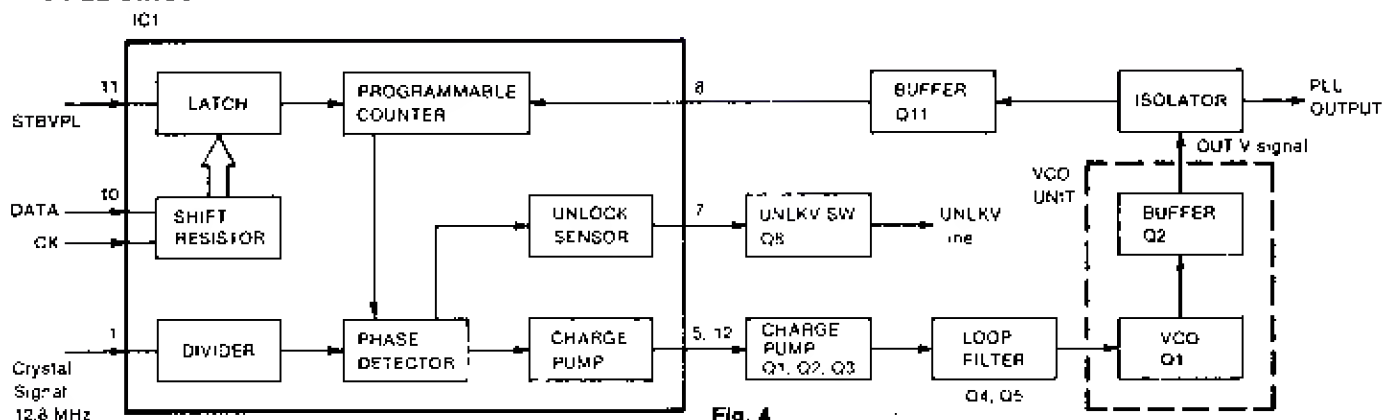 IC1
11
STBVPL
LATCH
PROGRAMMABLE
COUNTER
8
BUFFER
Q11
ISOLATOR
PLL
OUTPUT
OUT V signal
10
DATA
CK
SHIFT
RESISTOR
UNLOCK
SENSOR
7
UNLKV SW
UNLKV
VCO
UNIT
BUFFER
Q2
1
Crystal
Signal
12.8 MHz
DIVIDER
PHASE
DETECTOR
CHARGE
PUMP
5, 12
CHARGE
PUMP
Q1, Q2, Q3
LOOP
FILTER
Q4, Q5
VCO
Q1
Fig. 4